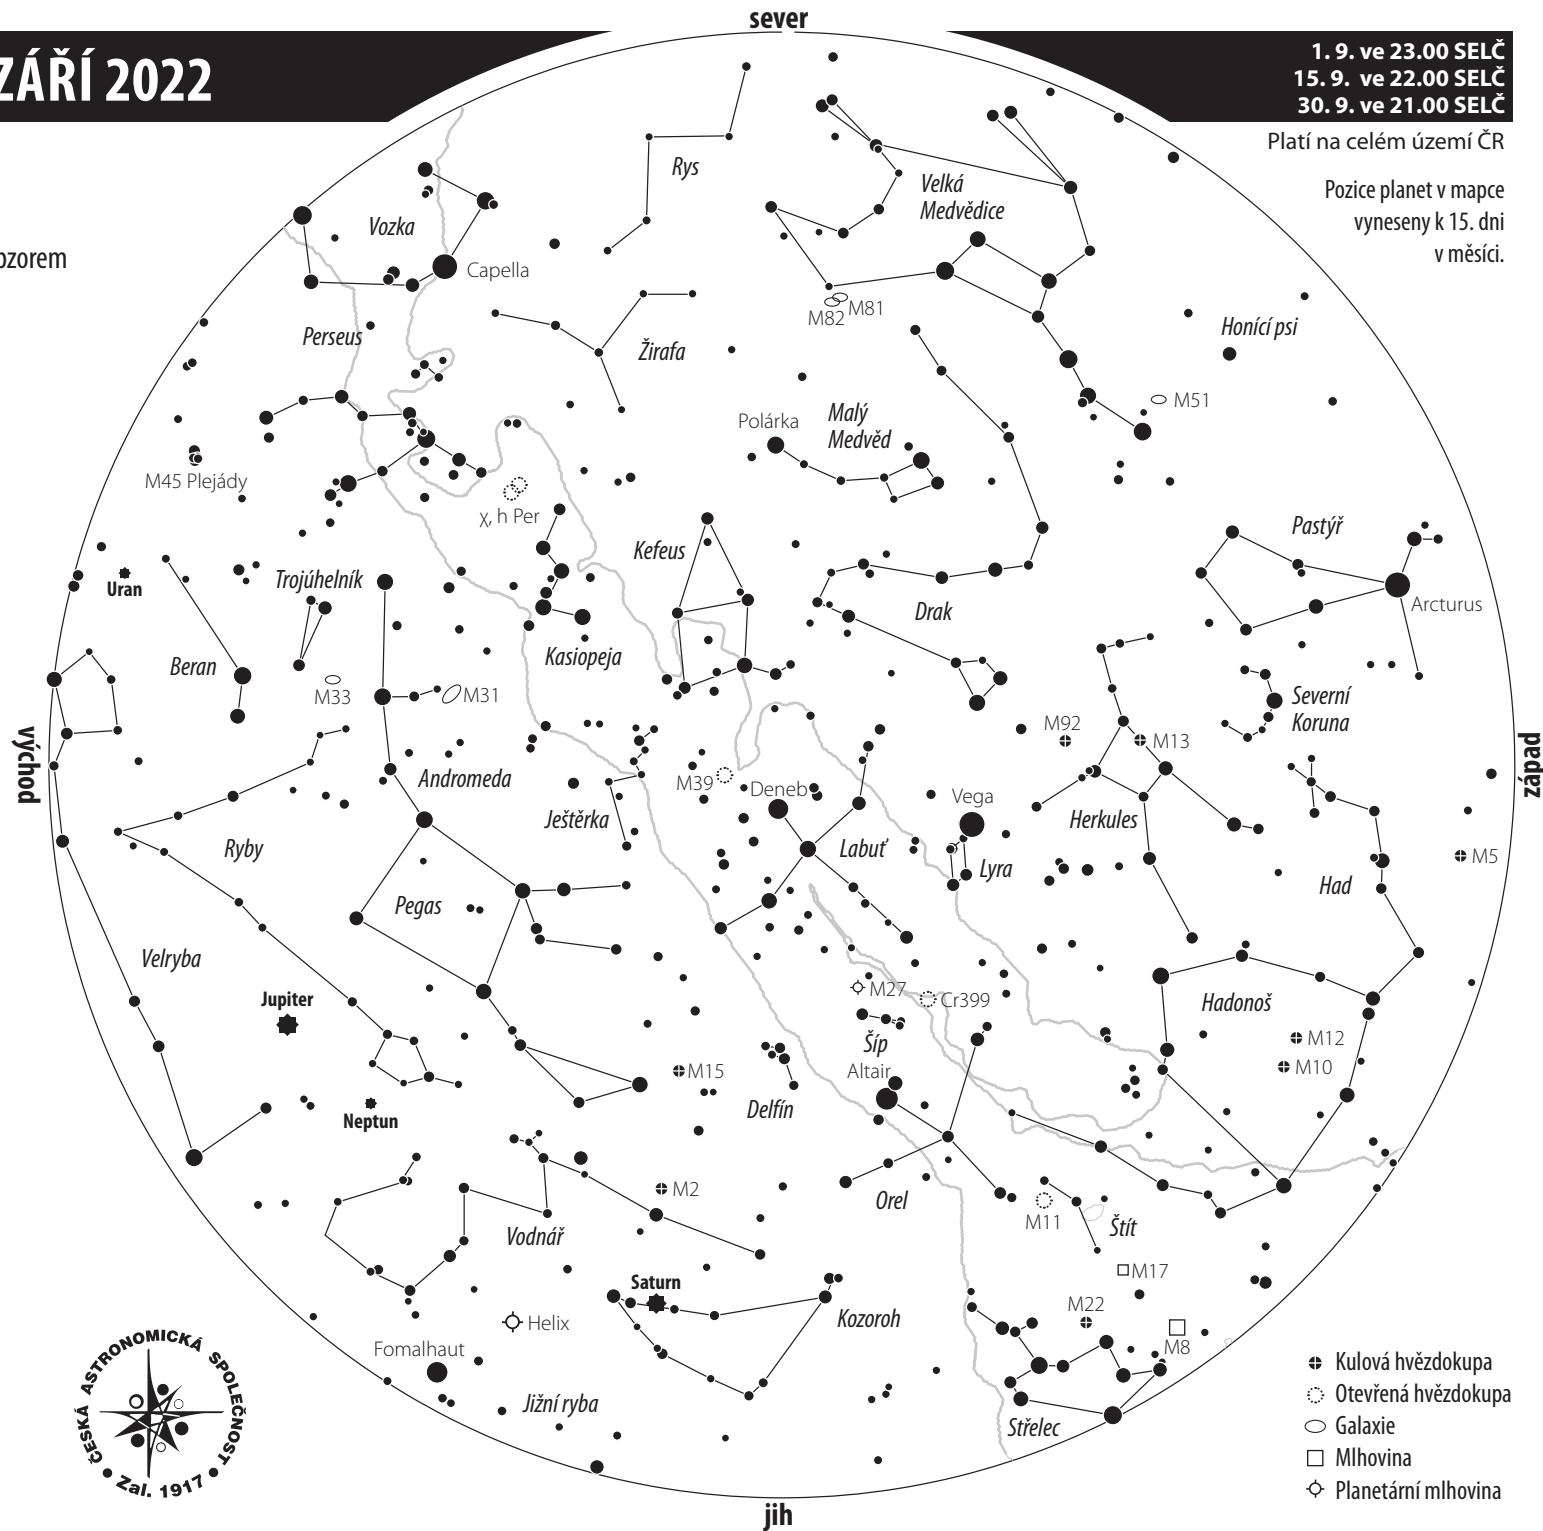 sever
ZÁŘÍ 2022
1. 9. ve 23.00 SELČ
15. 9. ve 22.00 SELČ
30. 9. ve 21.00 SELČ
Platí na celém území ČR
Pozice planet v mapce
vyneseny k 15. dni
v měsíci.
Rys
Velká
Medvědice
Vozka
Capella
M82
M81
Perseus
Žirafa
Honící psi
M51
Polárka
Malý
Medvěd
M45 Plejády
χ, h Per
Kefeus
Pastýř
Uran
Trojúhelník
Drak
Arcturus
Kasiopeja
Beran
M33
M31
Severní
Koruna
M92
M13
východ
západ
Andromeda
M39
Deneb
Vega
Ještěrka
Herkules
Ryby
Labuť
Lyra
M5
Had
Pegas
Velryba
Jupiter
M27
Cr399
Hadonoš
Šíp
M12
Altair
M10
M15
Delfín
Neptun
M2
Orel
M11
Štít
Vodnář
M17
Saturn
Kozoroh
M22
Helix
M8
Fomalhaut
Jižní ryba
Střelec
ČESKÁ ASTRONOMICKÁ SPOLEČNOST
Zal. 1917
Kulová hvězdokupa
Otevřená hvězdokupa
Galaxie
Mlhovina
Planetární mlhovina
jih